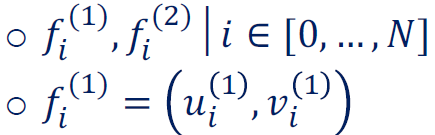 ○ f_i^{(1)}, f_i^{(2)} | i ∈ [0, …, N]
○ f_i^{(1)} = (u_i^{(1)}, v_i^{(1)})